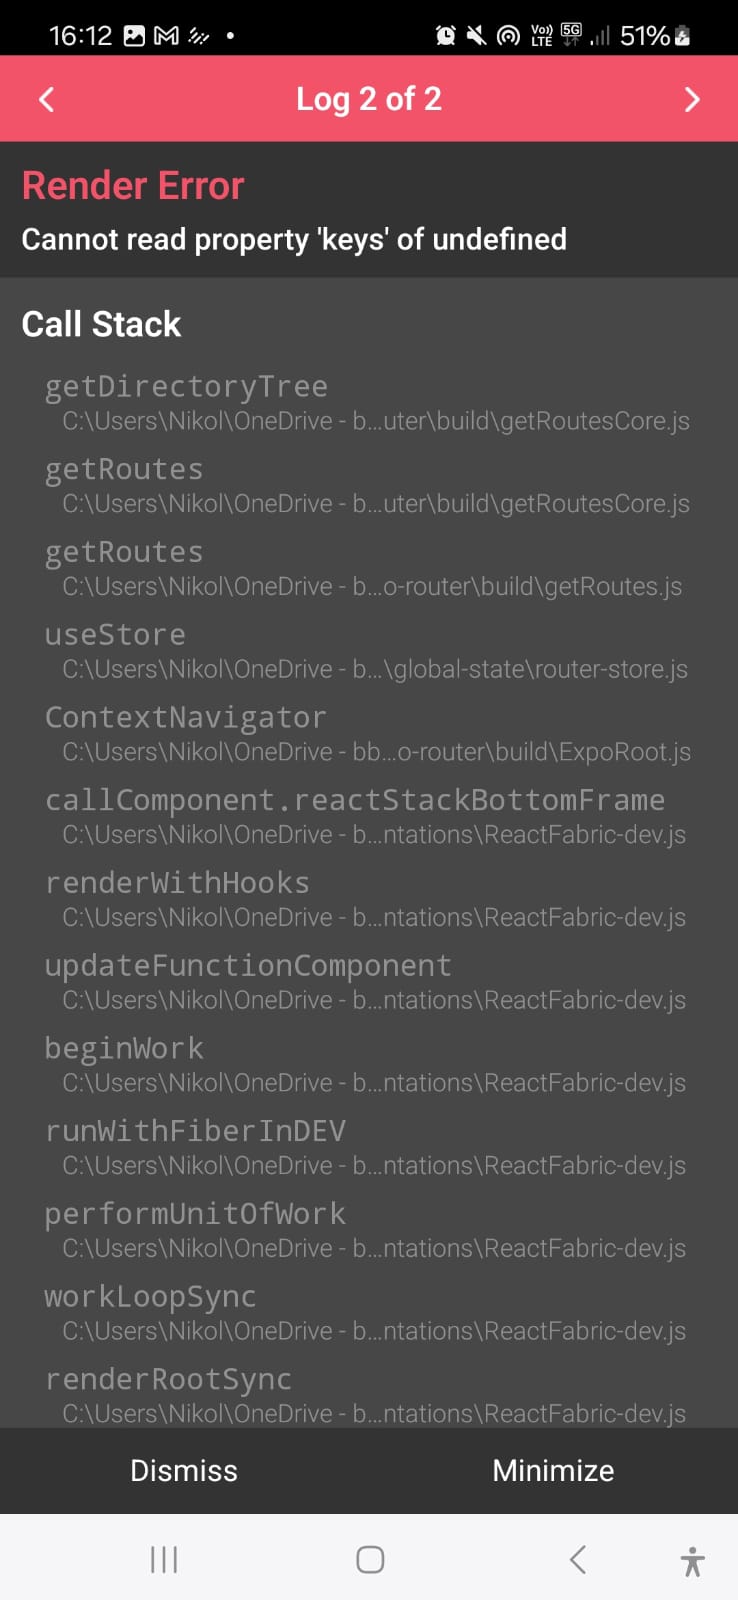 16:12
Vo)) LTE 5G 51%
Log 2 of 2
Render Error
Cannot read property 'keys' of undefined
Call Stack
getDirectoryTree
C:\Users\Nikol\OneDrive - b...uter\build\getRoutesCore.js
getRoutes
C:\Users\Nikol\OneDrive - b...uter\build\getRoutesCore.js
getRoutes
C:\Users\Nikol\OneDrive - b...o-router\build\getRoutes.js
useStore
C:\Users\Nikol\OneDrive - b...\global-state\router-store.js
ContextNavigator
C:\Users\Nikol\OneDrive - bb...o-router\build\ExpoRoot.js
callComponent.reactStackBottomFrame
C:\Users\Nikol\OneDrive - b...ntations\ReactFabric-dev.js
renderWithHooks
C:\Users\Nikol\OneDrive - b...ntations\ReactFabric-dev.js
updateFunctionComponent
C:\Users\Nikol\OneDrive - b...ntations\ReactFabric-dev.js
beginWork
C:\Users\Nikol\OneDrive - b...ntations\ReactFabric-dev.js
runWithFiberInDEV
C:\Users\Nikol\OneDrive - b...ntations\ReactFabric-dev.js
performUnitOfWork
C:\Users\Nikol\OneDrive - b...ntations\ReactFabric-dev.js
workLoopSync
C:\Users\Nikol\OneDrive - b...ntations\ReactFabric-dev.js
renderRootSync
C:\Users\Nikol\OneDrive - b...ntations\ReactFabric-dev.js
Dismiss Minimize